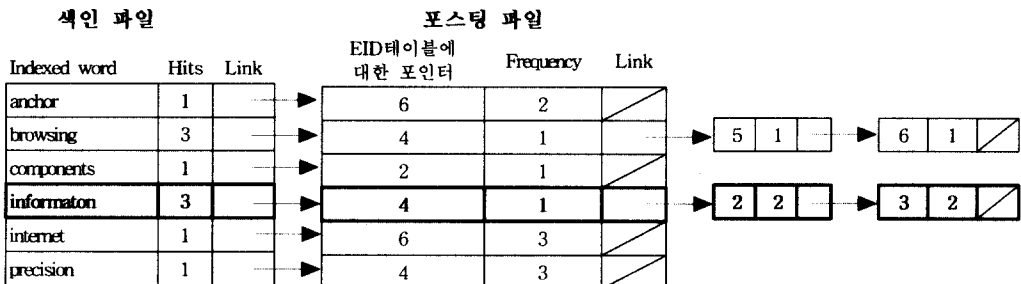 색인 파일 포스팅 파일
EID테이블에
Indexed word Hits Link 대한 포인터 Frequency Link
anchor 1 6 2
browsing 3 4 1 5 1 6 1
components 1 2 1
informaton 3 4 1 2 2 3 2
internet 1 6 3
precision 1 4 3